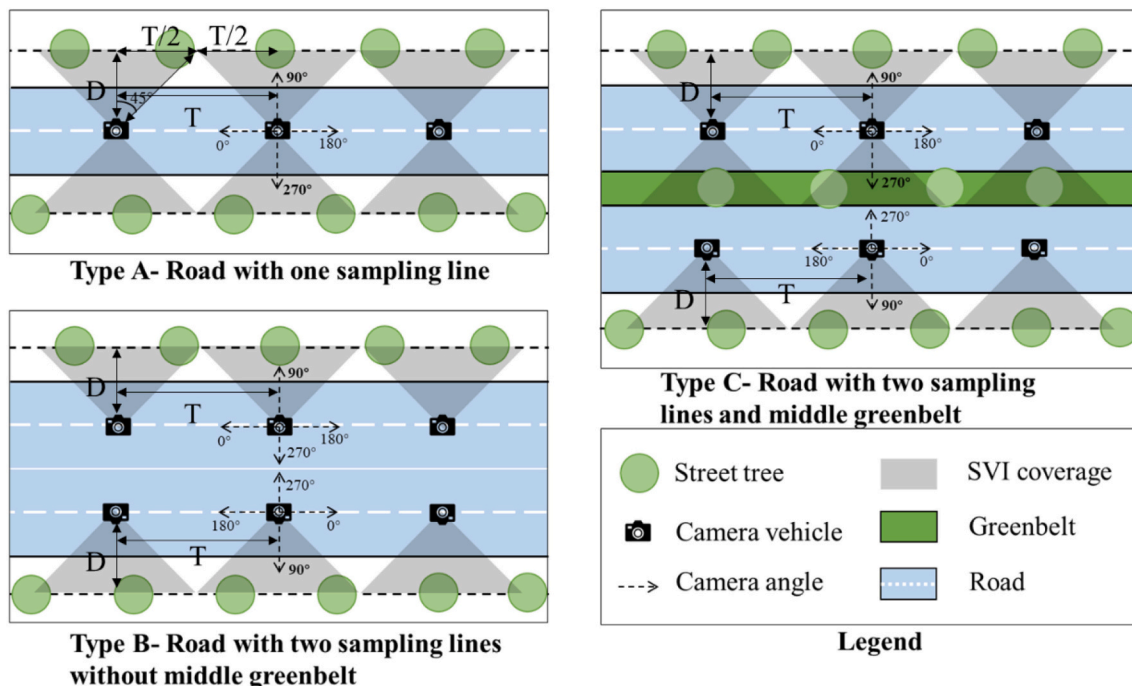 T/2
T/2
D
45°
90°
T
0°
180°
270°
Type A- Road with one sampling line
D
90°
T
0°
180°
270°
270°
180°
0°
D
T
90°
Type B- Road with two sampling lines
without middle greenbelt
D
90°
T
0°
180°
270°
270°
180°
0°
D
T
90°
Type C- Road with two sampling
lines and middle greenbelt
Street tree
SVI coverage
Camera vehicle
Greenbelt
Camera angle
Road
Legend